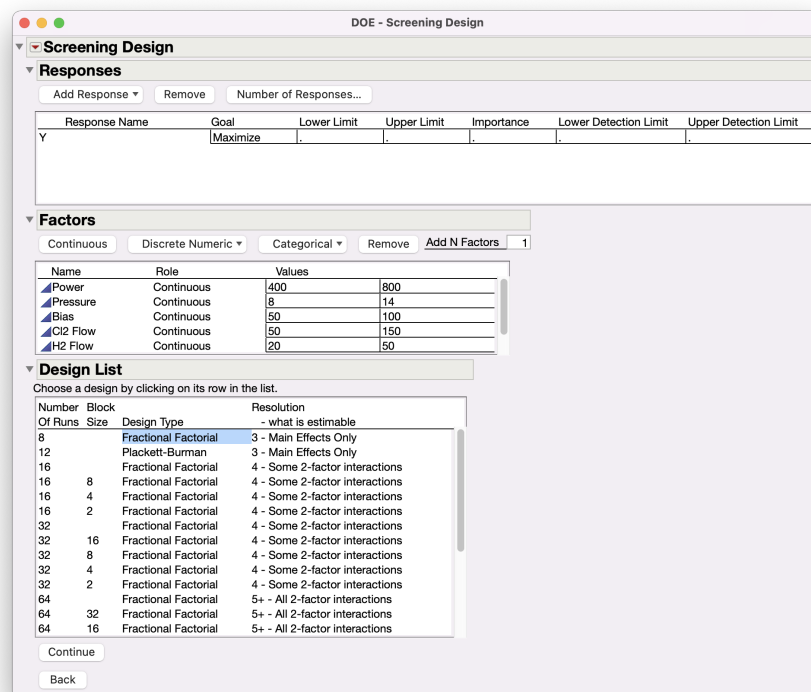 DOE - Screening Design
Screening Design
Responses
Add Response Remove Number of Responses...
Response Name Goal Lower Limit Upper Limit Importance Lower Detection Limit Upper Detection Limit
Y Maximize . . . . .
Factors
Continuous Discrete Numeric Categorical Remove Add N Factors 1
Name Role Values
Power Continuous 400 800
Pressure Continuous 8 14
Bias Continuous 50 100
Cl2 Flow Continuous 50 150
H2 Flow Continuous 20 50
Design List
Choose a design by clicking on its row in the list.
Number Block Resolution
Of Runs Size Design Type - what is estimable
8 Fractional Factorial 3 - Main Effects Only
12 Plackett-Burman 3 - Main Effects Only
16 Fractional Factorial 4 - Some 2-factor interactions
16 8 Fractional Factorial 4 - Some 2-factor interactions
16 4 Fractional Factorial 4 - Some 2-factor interactions
16 2 Fractional Factorial 4 - Some 2-factor interactions
32 Fractional Factorial 4 - Some 2-factor interactions
32 16 Fractional Factorial 4 - Some 2-factor interactions
32 8 Fractional Factorial 4 - Some 2-factor interactions
32 4 Fractional Factorial 4 - Some 2-factor interactions
32 2 Fractional Factorial 4 - Some 2-factor interactions
64 Fractional Factorial 5+ - All 2-factor interactions
64 32 Fractional Factorial 5+ - All 2-factor interactions
64 16 Fractional Factorial 5+ - All 2-factor interactions
Continue
Back